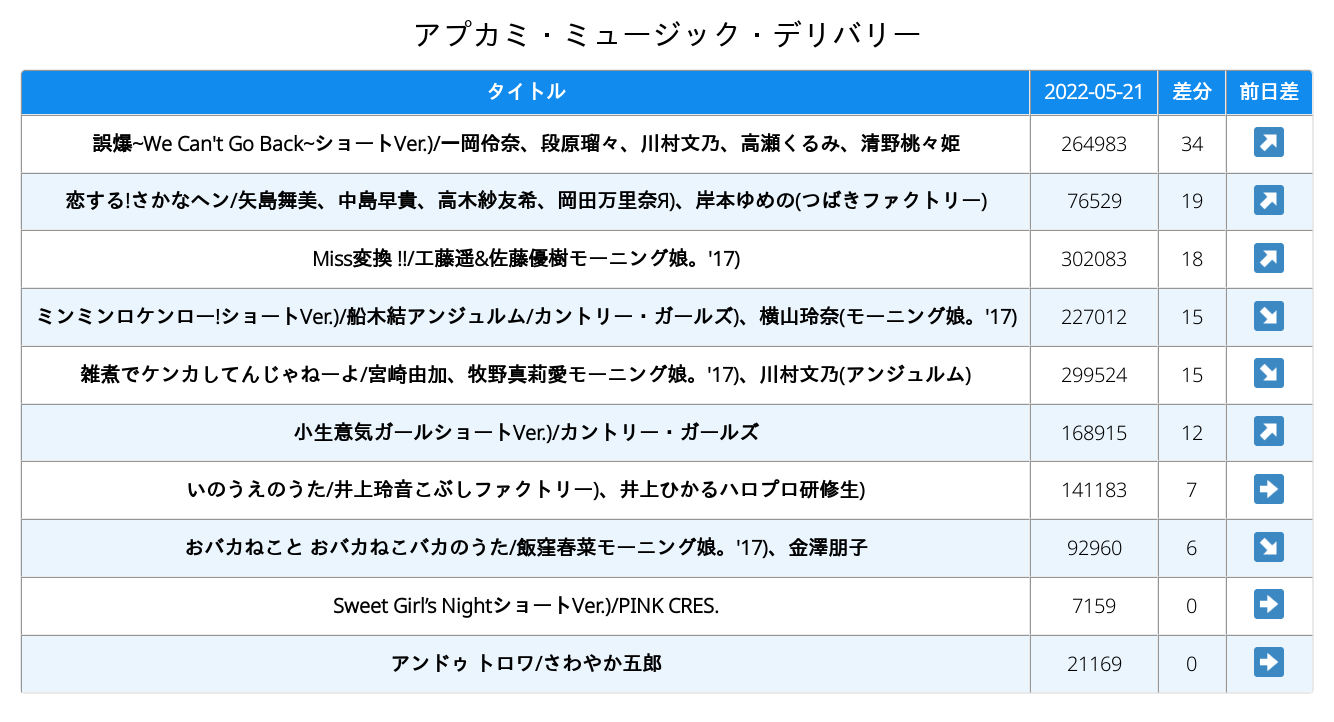 アプカミ・ミュージック・デリバリー
タイトル 2022-05-21 差分 前日差
誤爆~We Can't Go Back~ショートVer.)/一岡伶奈、段原瑠々、川村文乃、高瀬くるみ、清野桃々姫 264983 34
恋する!さかなヘン/矢島舞美、中島早貴、高木紗友希、岡田万里奈Я)、岸本ゆめの(つばきファクトリー) 76529 19
Miss変換 !!/工藤遥&佐藤優樹モーニング娘。'17) 302083 18
ミンミンロケンロー!ショートVer.)/船木結アンジュルム/カントリー・ガールズ)、横山玲奈(モーニング娘。'17) 227012 15
雑煮でケンカしてんじゃねーよ/宮崎由加、牧野真莉愛モーニング娘。'17)、川村文乃(アンジュルム) 299524 15
小生意気ガールショートVer.)/カントリー・ガールズ 168915 12
いのうえのうた/井上玲音こぶしファクトリー)、井上ひかるハロプロ研修生) 141183 7
おバカねこと おバカねこバカのうた/飯窪春菜モーニング娘。'17)、金澤朋子 92960 6
Sweet Girl’s NightショートVer.)/PINK CRES. 7159 0
アンドゥ トロワ/さわやか五郎 21169 0